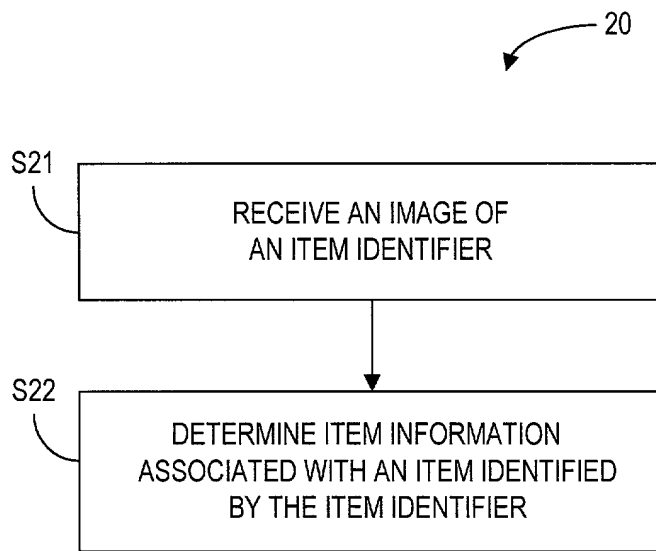 20
S21
RECEIVE AN IMAGE OF
AN ITEM IDENTIFIER
S22
DETERMINE ITEM INFORMATION
ASSOCIATED WITH AN ITEM IDENTIFIED
BY THE ITEM IDENTIFIER